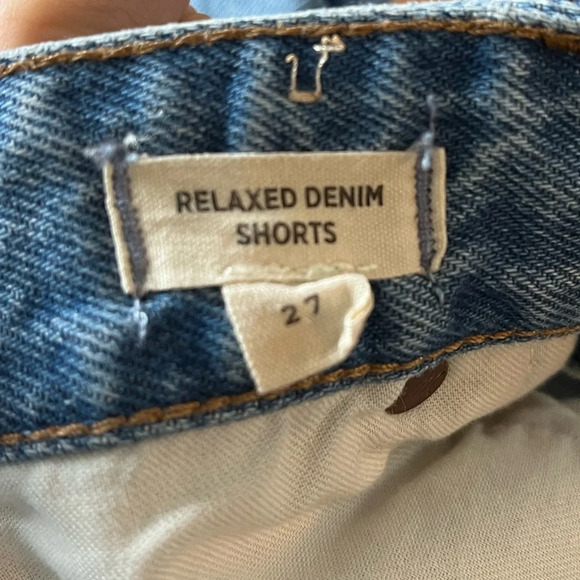 RELAXED DENIM
SHORTS
27